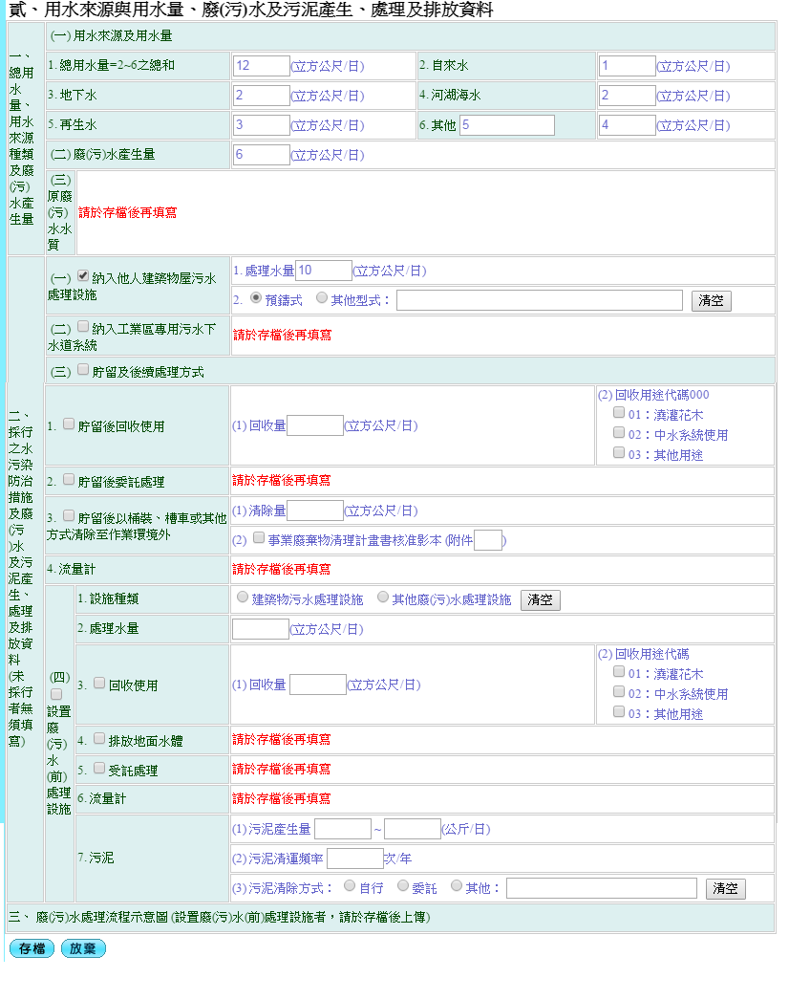 貳、用水來源與用水量、廢(污)水及污泥產生、處理及排放資料
一、
總用
水
量、
用水
來源
種類
及廢
(污)
水產
生量
(一) 用水來源及用水量
1. 總用水量=2~6之總和 12 (立方公尺/日) 2. 自來水 1 (立方公尺/日)
3. 地下水 2 (立方公尺/日) 4. 河湖海水 2 (立方公尺/日)
5. 再生水 3 (立方公尺/日) 6. 其他 5 4 (立方公尺/日)
(二) 廢(污)水產生量 6 (立方公尺/日)
(三)
原廢
(污)
水水
質
請於存檔後再填寫
二、
採行
之水
污染
防治
措施
及廢
(污
)水
及污
泥產
生、
處理
及排
放資
料
(未
採行
者無
須填
寫)
(一) 納入他人建築物屋污水
處理設施
1. 處理水量 10 (立方公尺/日)
2. 預鑄式 其他型式： 清空
(二) 納入工業區專用污水下
水道系統
請於存檔後再填寫
(三) 貯留及後續處理方式
1. 貯留後回收使用 (1) 回收量 (立方公尺/日)
(2) 回收用途代碼000
01：澆灌花木
02：中水系統使用
03：其他用途
2. 貯留後委託處理 請於存檔後再填寫
3. 貯留後以桶裝、槽車或其他
方式清除至作業環境外
(1) 清除量 (立方公尺/日)
(2) 事業廢棄物清理計畫書核准影本 (附件 )
4. 流量計 請於存檔後再填寫
(四)
設置
廢
(污)
水
(前)
處理
設施
1. 設施種類 建築物污水處理設施 其他廢(污)水處理設施 清空
2. 處理水量 (立方公尺/日)
3. 回收使用 (1) 回收量 (立方公尺/日)
(2) 回收用途代碼
01：澆灌花木
02：中水系統使用
03：其他用途
4. 排放地面水體 請於存檔後再填寫
5. 受託處理 請於存檔後再填寫
6. 流量計 請於存檔後再填寫
7. 污泥
(1) 污泥產生量 ~ (公斤/日)
(2) 污泥清運頻率 次/年
(3) 污泥清除方式： 自行 委託 其他： 清空
三、 廢(污)水處理流程示意圖 (設置廢(污)水(前)處理設施者，請於存檔後上傳)
存檔 放棄